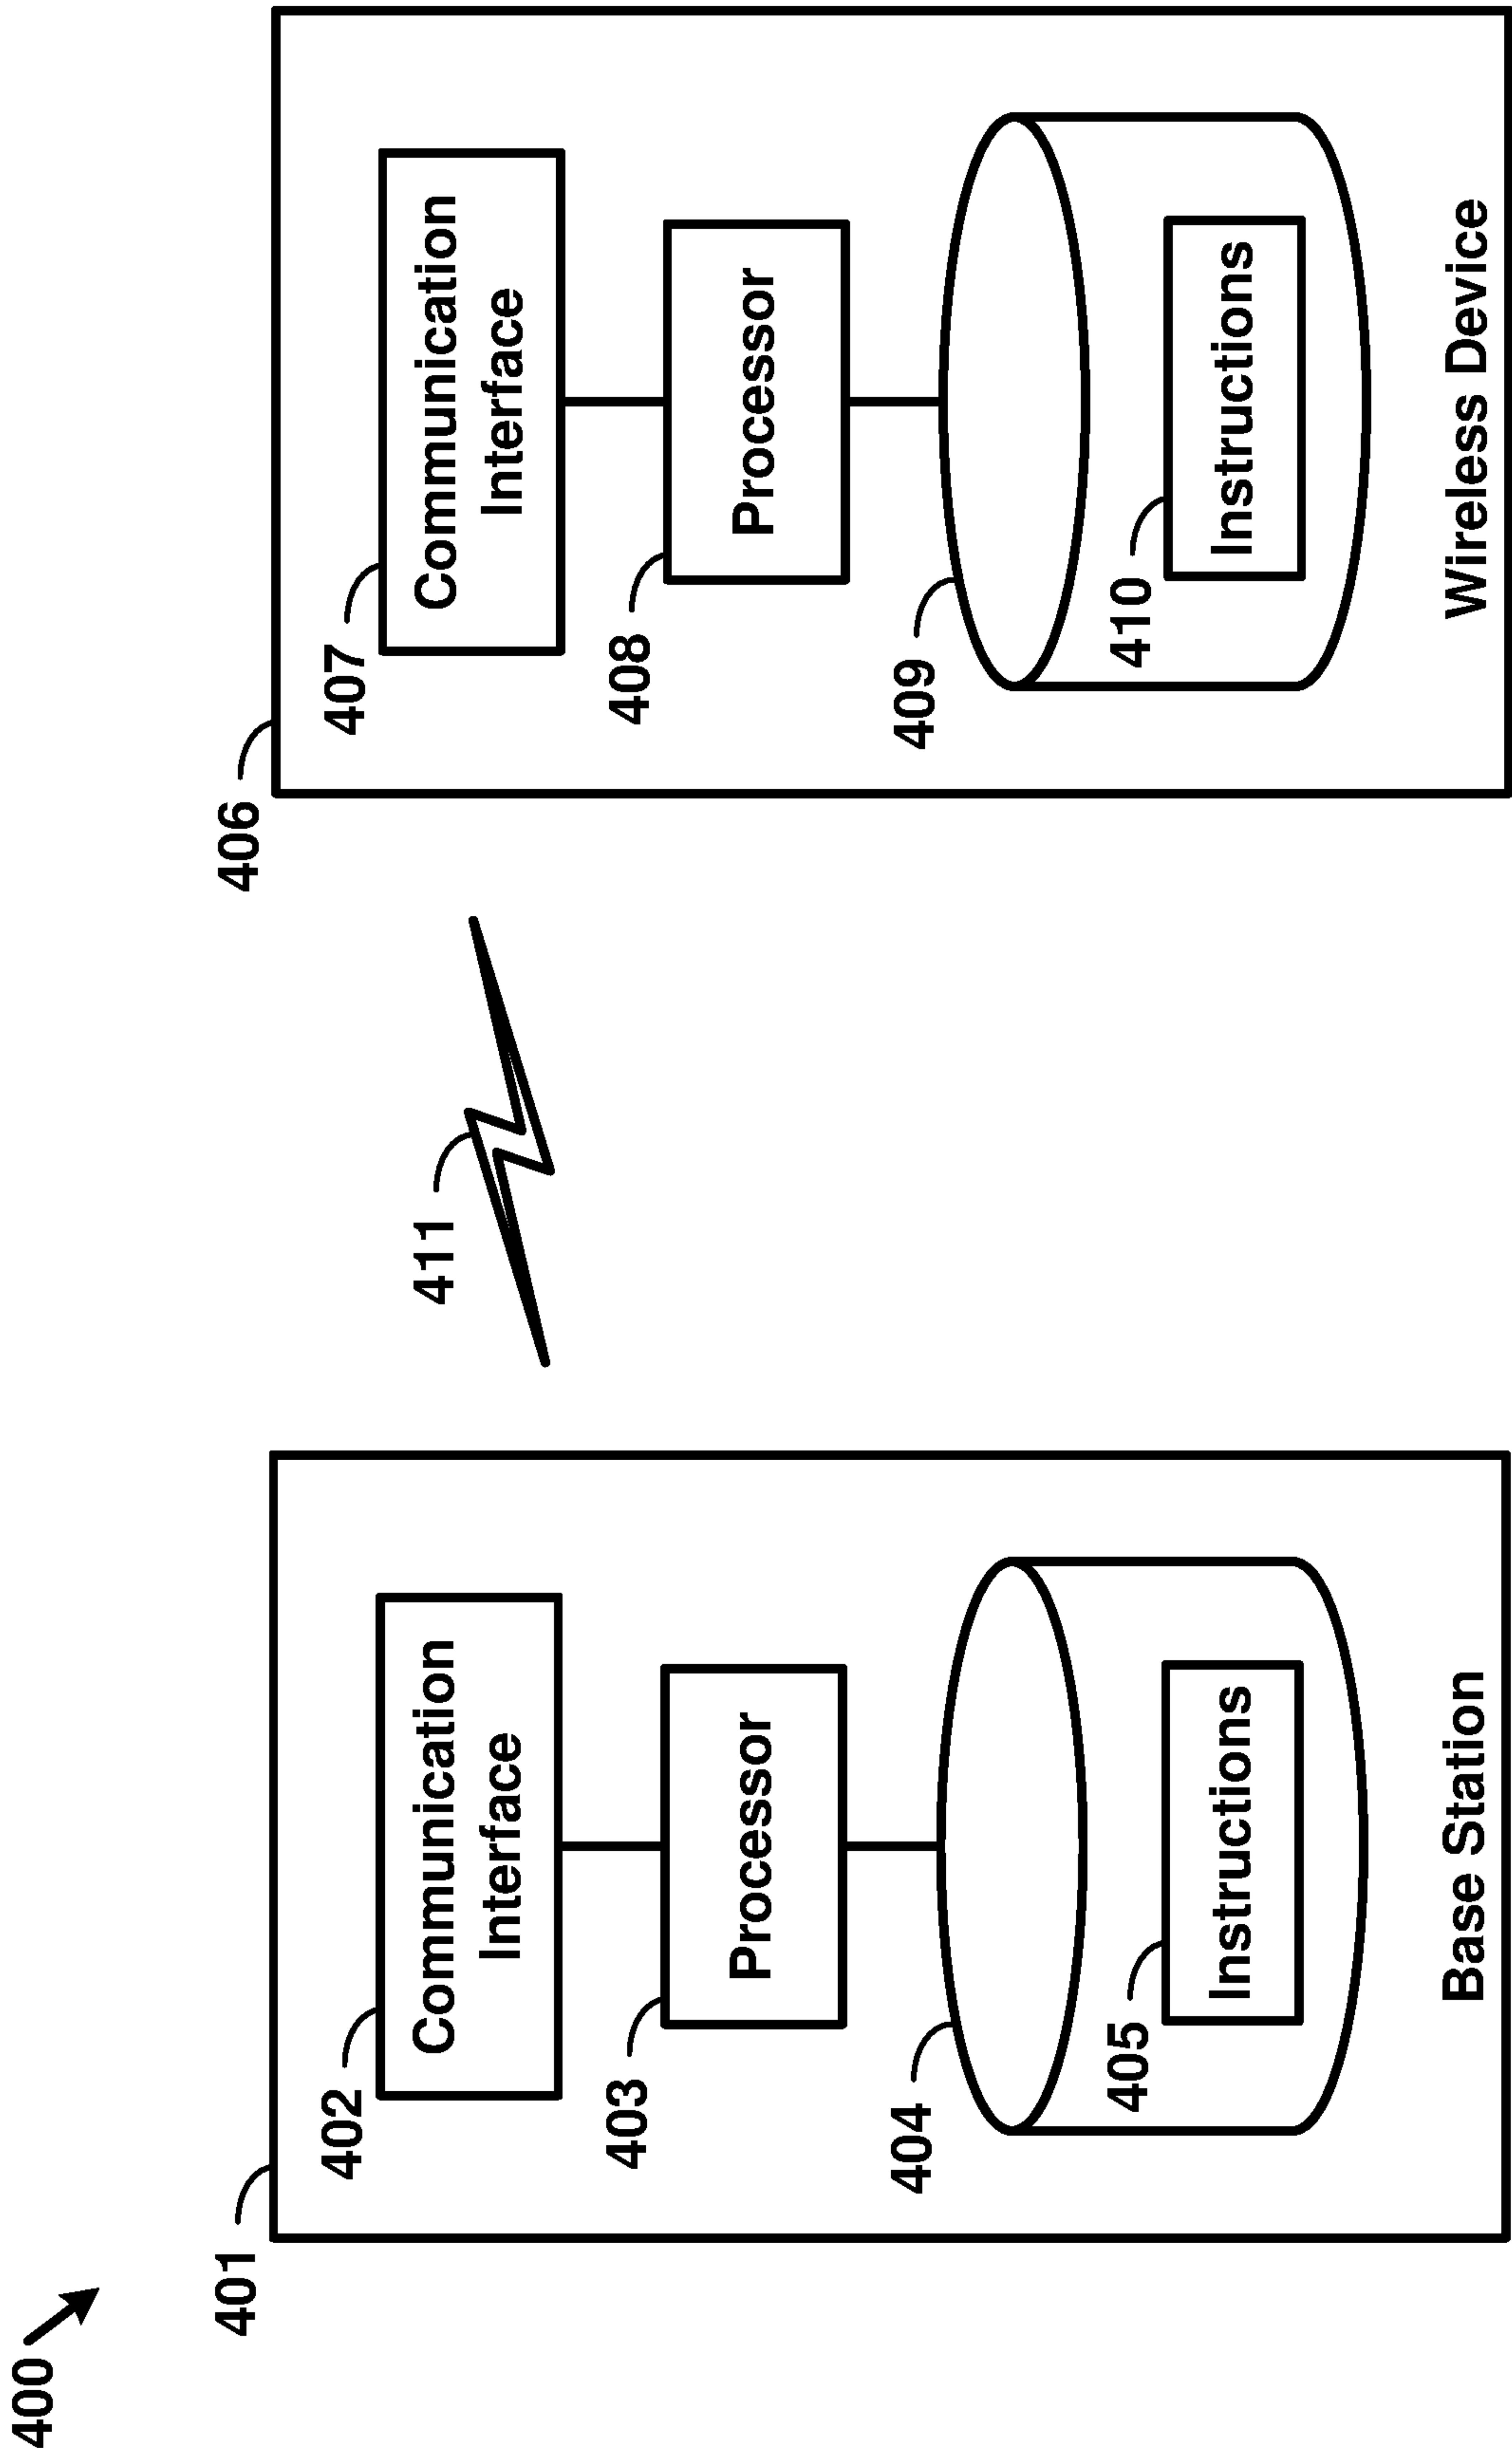 400
401
402
Communication
Interface
403
Processor
404
405
Instructions
Base Station
411
406
407
Communication
Interface
408
Processor
409
410
Instructions
Wireless Device